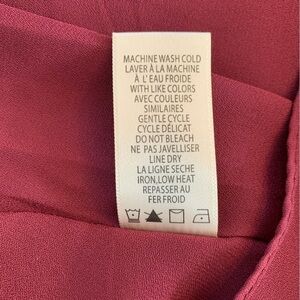 MACHINE WASH COLD
LAVER À LA MACHINE
À L'EAU FROIDE
WITH LIKE COLORS
AVEC COULEURS
SIMILAIRES
GENTLE CYCLE
CYCLE DÉLICAT
DO NOT BLEACH
NE PAS JAVELLISER
LINE DRY
LA LIGNE SECHE
IRON,LOW HEAT
REPASSER AU
FER FROID